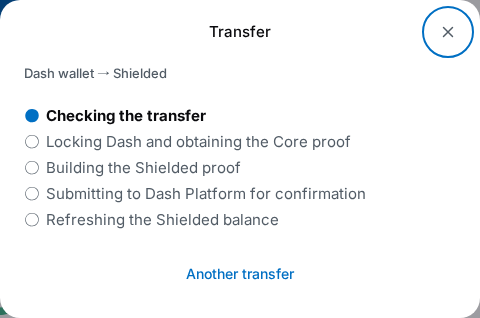 Transfer
Dash wallet → Shielded
Checking the transfer
Locking Dash and obtaining the Core proof
Building the Shielded proof
Submitting to Dash Platform for confirmation
Refreshing the Shielded balance
Another transfer